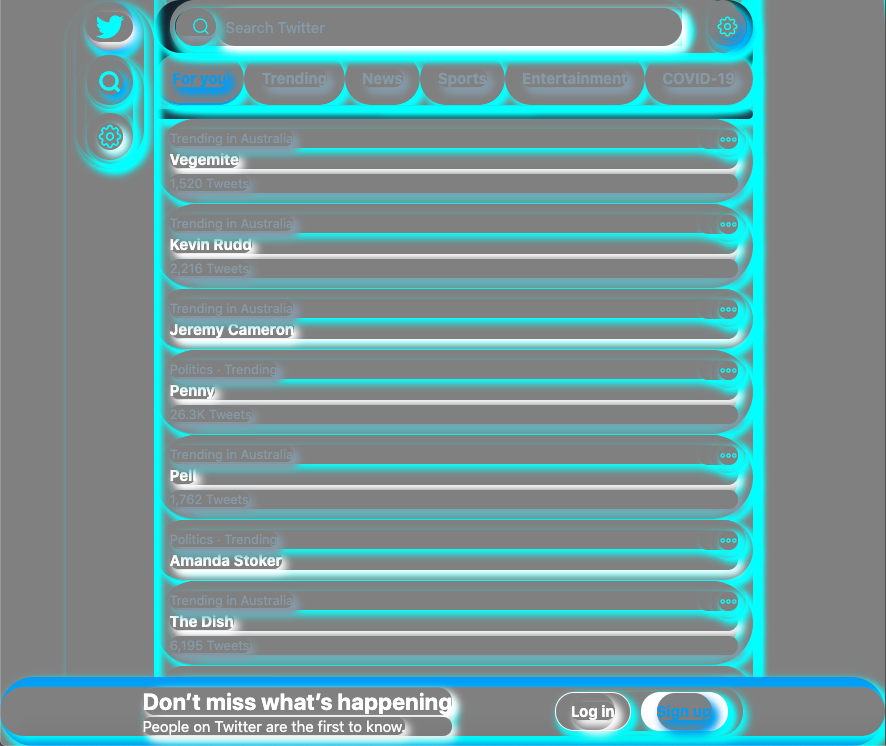 Search Twitter
For you Trending News Sports Entertainment COVID-19
Trending in Australia
Vegemite
1,520 Tweets
Trending in Australia
Kevin Rudd
2,216 Tweets
Trending in Australia
Jeremy Cameron
Politics · Trending
Penny
26.3K Tweets
Trending in Australia
Pell
1,762 Tweets
Politics · Trending
Amanda Stoker
Trending in Australia
The Dish
6,195 Tweets
Don’t miss what’s happening
People on Twitter are the first to know.
Log in Sign up